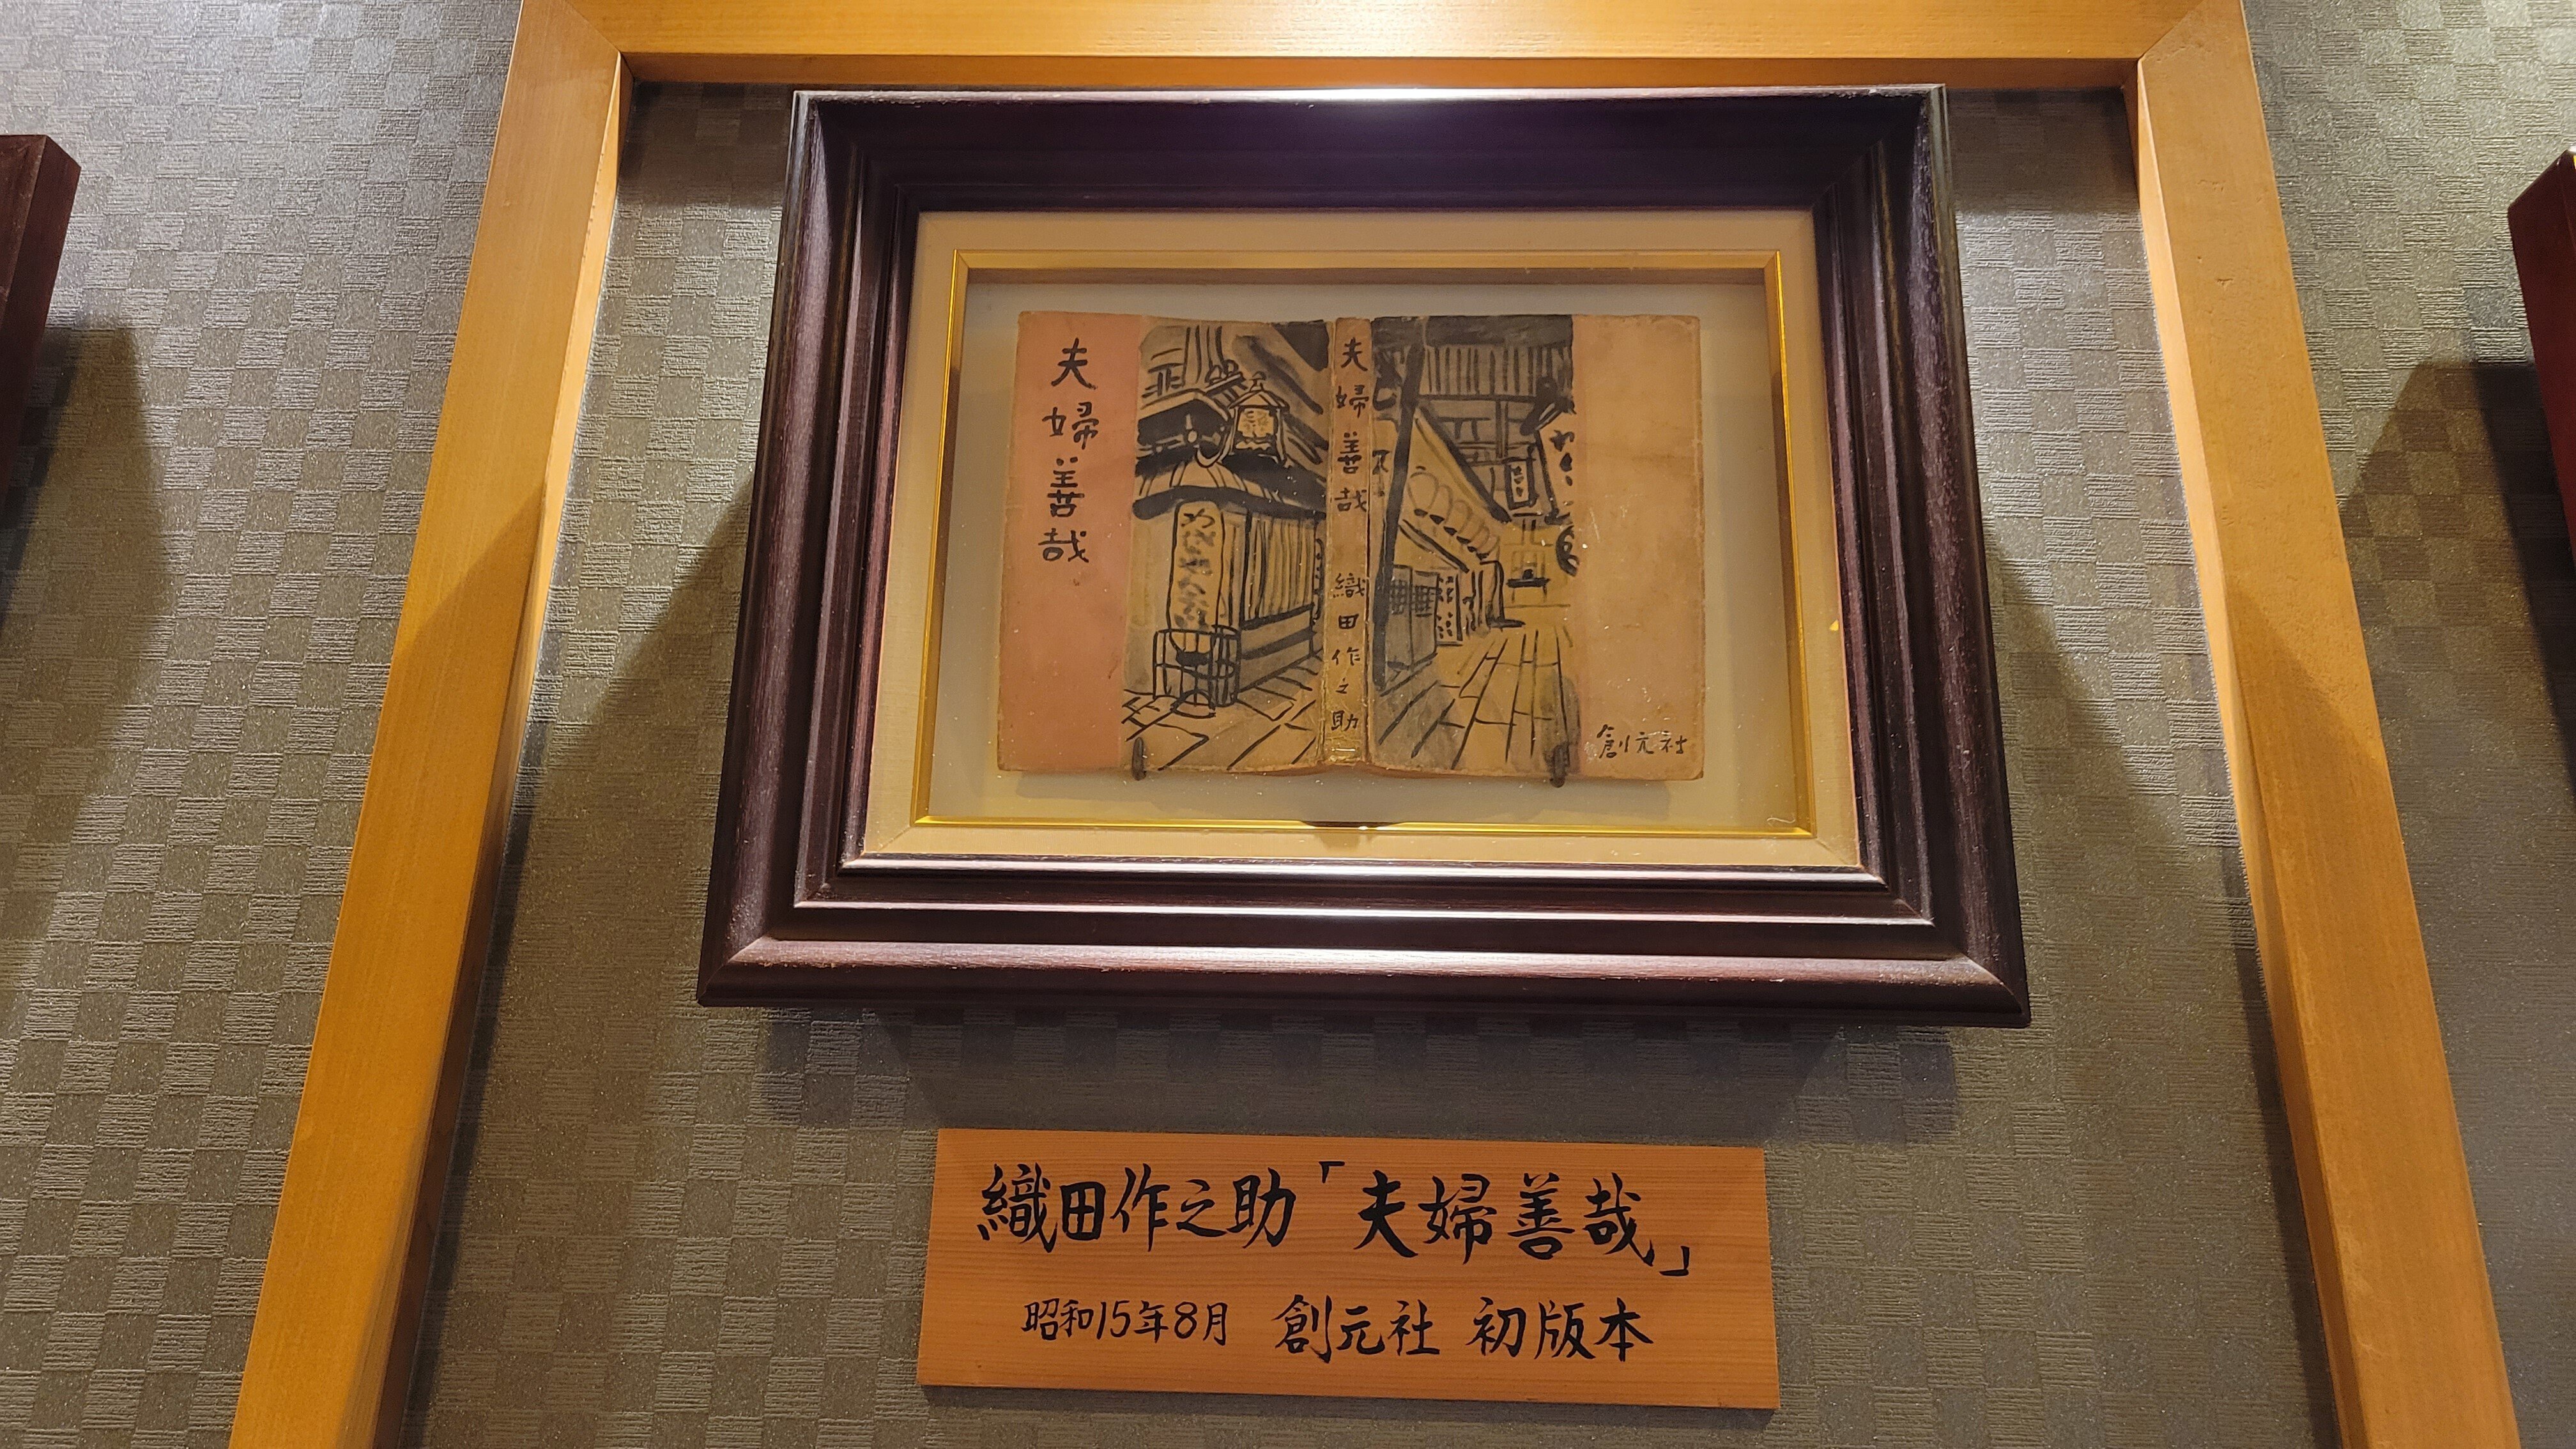 夫婦善哉
夫婦善哉 織田作之助
創元社
織田作之助「夫婦善哉」
昭和15年8月 創元社 初版本